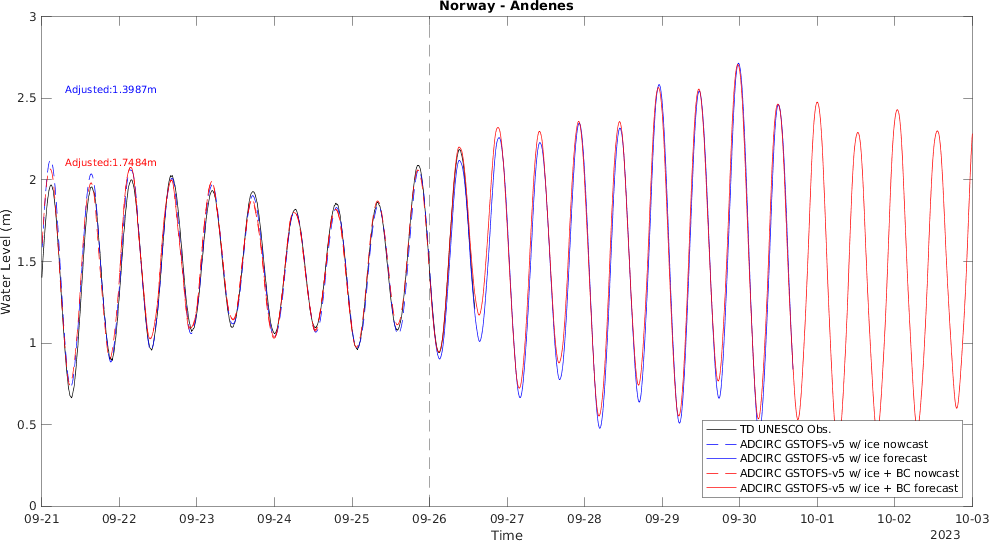 Norway - Andenes
3
2.5
2
1.5
1
0.5
0
Water Level (m)
Adjusted:1.3987m
Adjusted:1.7484m
TD UNESCO Obs.
ADCIRC GSTOFS-v5 w/ ice nowcast
ADCIRC GSTOFS-v5 w/ ice forecast
ADCIRC GSTOFS-v5 w/ ice + BC nowcast
ADCIRC GSTOFS-v5 w/ ice + BC forecast
09-21 09-22 09-23 09-24 09-25 09-26 09-27 09-28 09-29 09-30 10-01 10-02 10-03
Time
2023